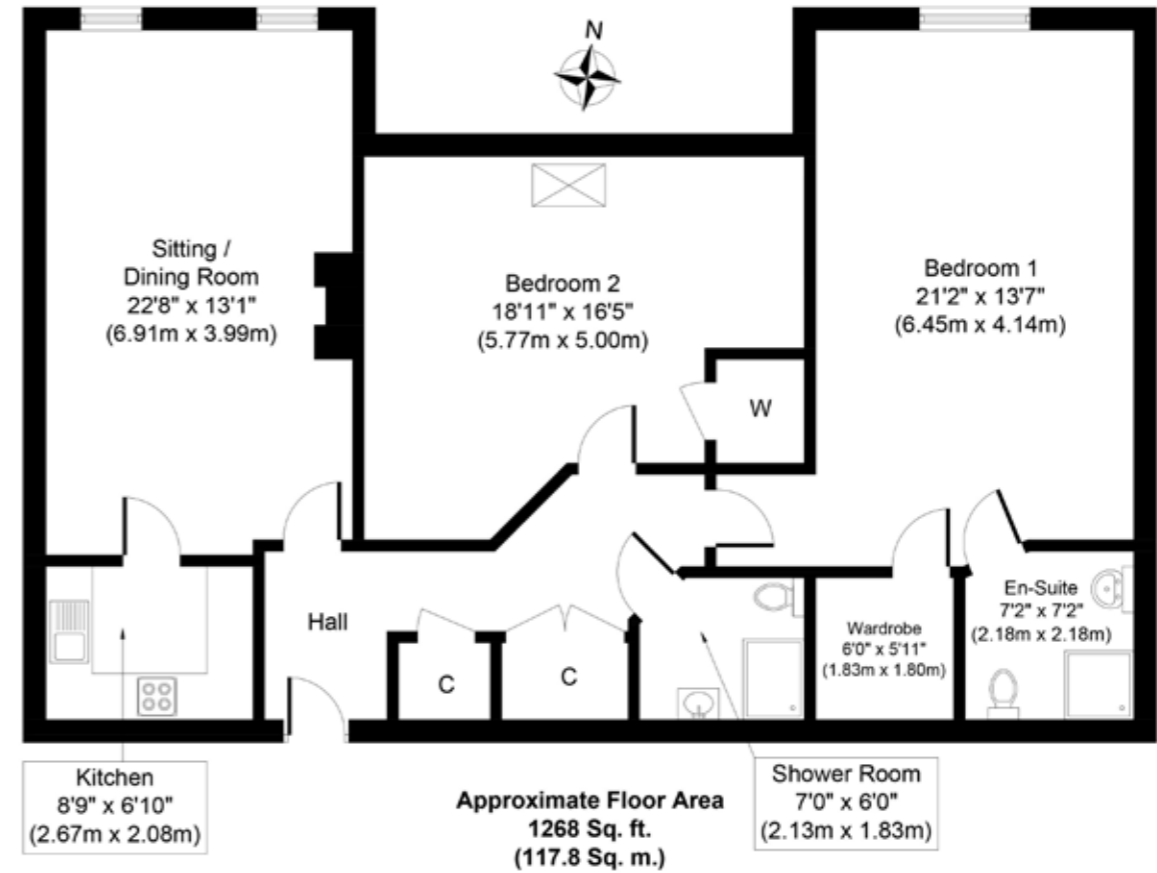 N
Sitting /
Dining Room
22'8" x 13'1"
(6.91m x 3.99m)
Bedroom 2
18'11" x 16'5"
(5.77m x 5.00m)
Bedroom 1
21'2" x 13'7"
(6.45m x 4.14m)
W
Hall
C
C
Wardrobe
6'0" x 5'11"
(1.83m x 1.80m)
En-Suite
7'2" x 7'2"
(2.18m x 2.18m)
Kitchen
8'9" x 6'10"
(2.67m x 2.08m)
Approximate Floor Area
1268 Sq. ft.
(117.8 Sq. m.)
Shower Room
7'0" x 6'0"
(2.13m x 1.83m)